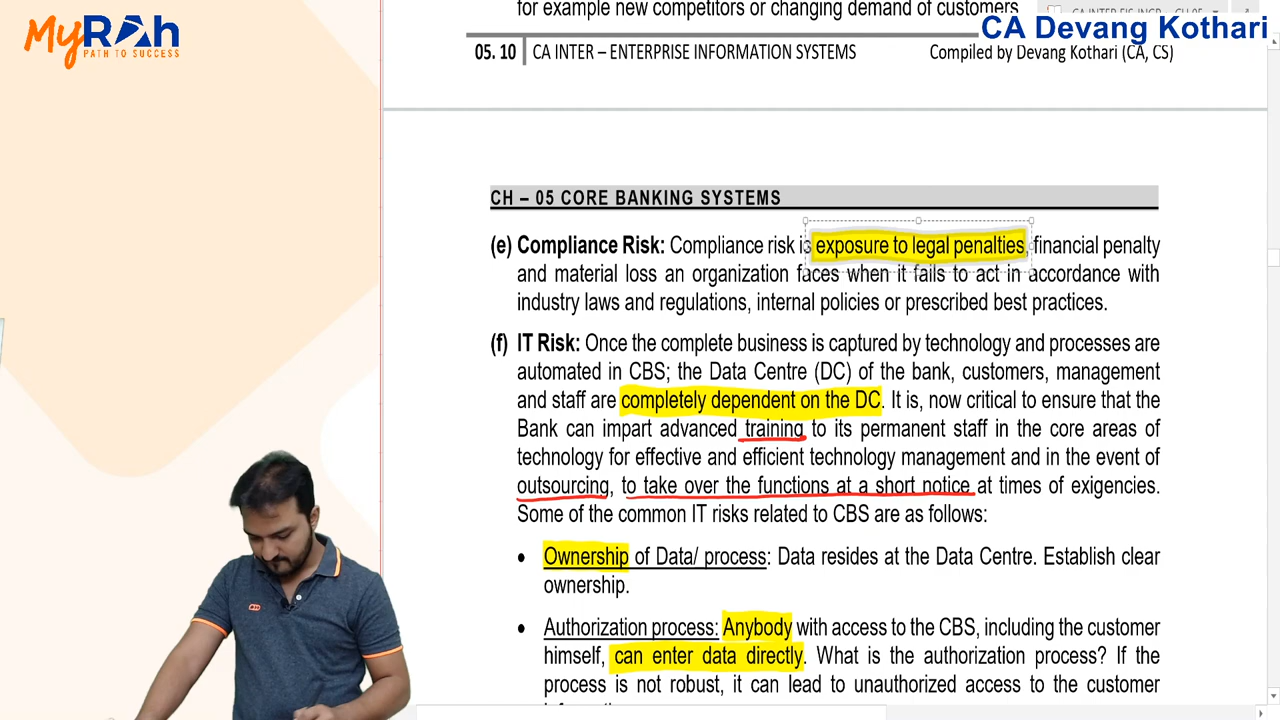 MyRAh
PATH TO SUCCESS
for example new competitors or changing demand of customers
CA Devang Kothari
05. 10 CA INTER – ENTERPRISE INFORMATION SYSTEMS Compiled by Devang Kothari (CA, CS)
CH – 05 CORE BANKING SYSTEMS
(e) Compliance Risk: Compliance risk is exposure to legal penalties, financial penalty
and material loss an organization faces when it fails to act in accordance with
industry laws and regulations, internal policies or prescribed best practices.
(f) IT Risk: Once the complete business is captured by technology and processes are
automated in CBS; the Data Centre (DC) of the bank, customers, management
and staff are completely dependent on the DC. It is, now critical to ensure that the
Bank can impart advanced training to its permanent staff in the core areas of
technology for effective and efficient technology management and in the event of
outsourcing, to take over the functions at a short notice at times of exigencies.
Some of the common IT risks related to CBS are as follows:
• Ownership of Data/ process: Data resides at the Data Centre. Establish clear
ownership.
• Authorization process: Anybody with access to the CBS, including the customer
himself, can enter data directly. What is the authorization process? If the
process is not robust, it can lead to unauthorized access to the customer